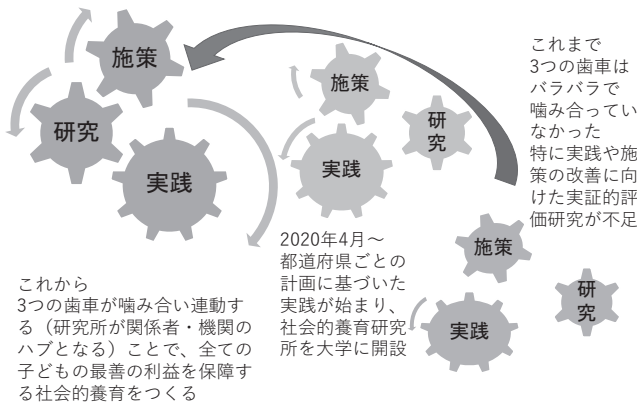 施策
研究
実践
施策
研
究
実践
これまで
3つの歯車は
バラバラで
噛み合ってい
なかった
特に実践や施
策の改善に向
けた実証的評
価研究が不足
施策
研
究
実践
2020年4月〜
都道府県ごとの
計画に基づいた
実践が始まり、
社会的養育研究
所を大学に開設
これから
3つの歯車が噛み合い連動す
る（研究所が関係者・機関の
ハブとなる）ことで、全ての
子どもの最善の利益を保障す
る社会的養育をつくる